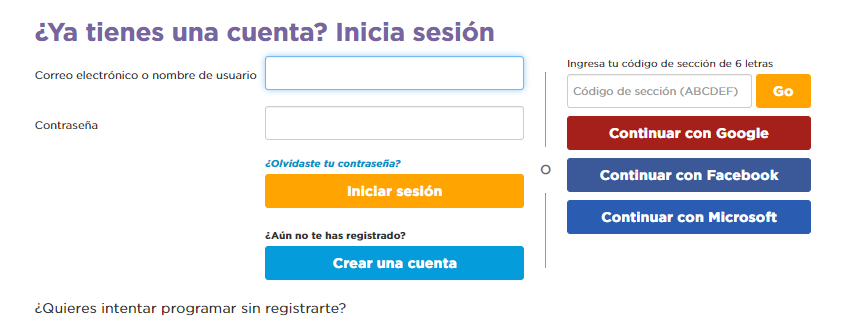 ¿Ya tienes una cuenta? Inicia sesión
Correo electrónico o nombre de usuario
Contraseña
¿Olvidaste tu contraseña?
Iniciar sesión
¿Aún no te has registrado?
Crear una cuenta
O
Ingresa tu código de sección de 6 letras
Código de sección (ABCDEF)
Go
Continuar con Google
Continuar con Facebook
Continuar con Microsoft
¿Quieres intentar programar sin registrarte?